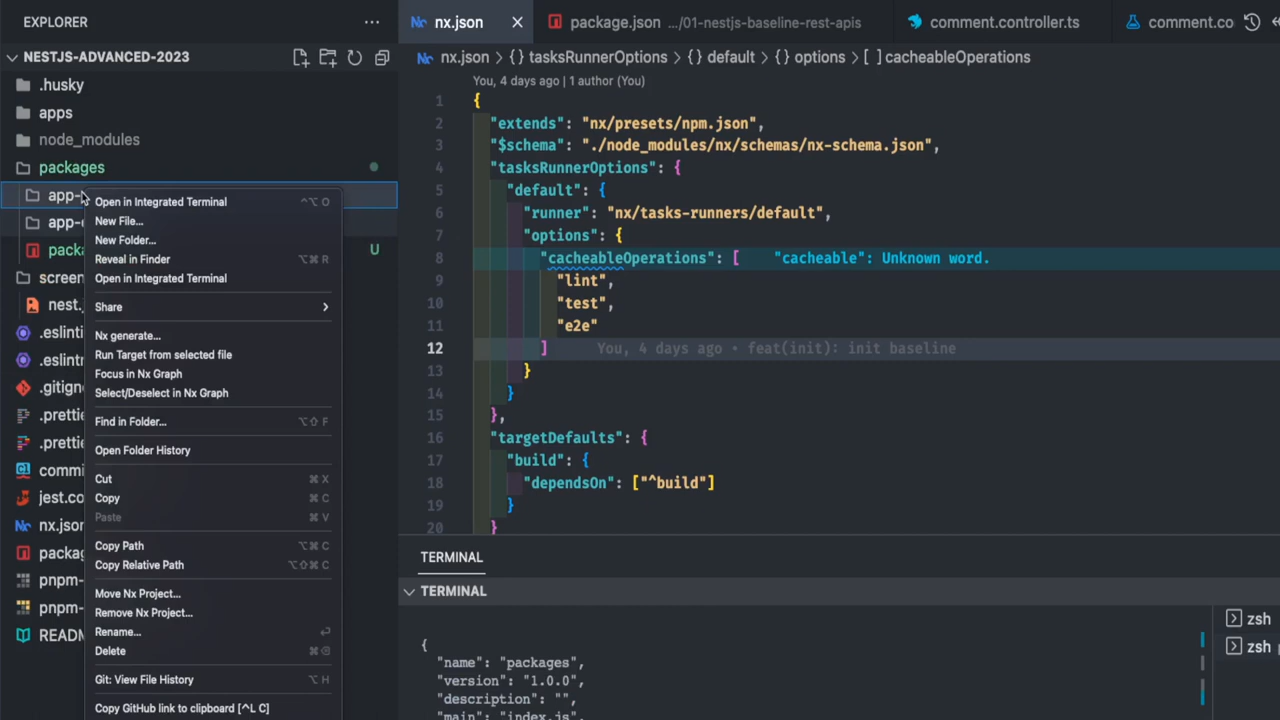 EXPLORER
NESTJS-ADVANCED-2023
.husky
apps
node_modules
packages
app-
app-
packa
U
screen
nest.
.eslinti
.eslintr
.gitign
.prettie
.prettie
commi
jest.co
nx.json
packag
pnpm-
pnpm-
READM
Open in Integrated Terminal ^⌥ O
New File...
New Folder...
Reveal in Finder ⌥⌘ R
Open in Integrated Terminal
Share
Nx generate...
Run Target from selected file
Focus in Nx Graph
Select/Deselect in Nx Graph
Find in Folder... ⌥⇧ F
Open Folder History
Cut ⌘ X
Copy ⌘ C
Paste ⌘ V
Copy Path ⌥⌘ C
Copy Relative Path ⌥⇧⌘ C
Move Nx Project...
Remove Nx Project...
Rename...
Delete ⌘⌫
Git: View File History ⌥ H
Copy GitHub link to clipboard [^L C]
nx.json
package.json .../01-nestjs-baseline-rest-apis
comment.controller.ts
comment.co
nx.json > {} tasksRunnerOptions > {} default > {} options > [ ] cacheableOperations
You, 4 days ago | 1 author (You)
1 {
2 "extends": "nx/presets/npm.json",
3 "$schema": "./node_modules/nx/schemas/nx-schema.json",
4 "tasksRunnerOptions": {
5 "default": {
6 "runner": "nx/tasks-runners/default",
7 "options": {
8 "cacheableOperations": [ "cacheable": Unknown word.
9 "lint",
10 "test",
11 "e2e"
12 ] You, 4 days ago • feat(init): init baseline
13 }
14 }
15 },
16 "targetDefaults": {
17 "build": {
18 "dependsOn": ["^build"]
19 }
20 }
TERMINAL
TERMINAL
{
"name": "packages",
"version": "1.0.0",
"description": "",
"main": "index.js",
zsh
zsh